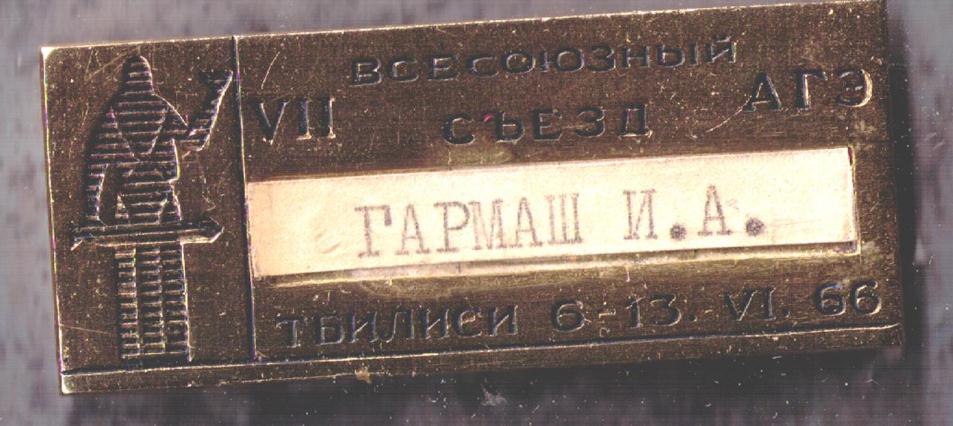 ВСЕСОЮЗНЫЙ
VII СЪЕЗД АГЭ
ГАРМАШ И.А.
ТБИЛИСИ 6-13. VI. 66